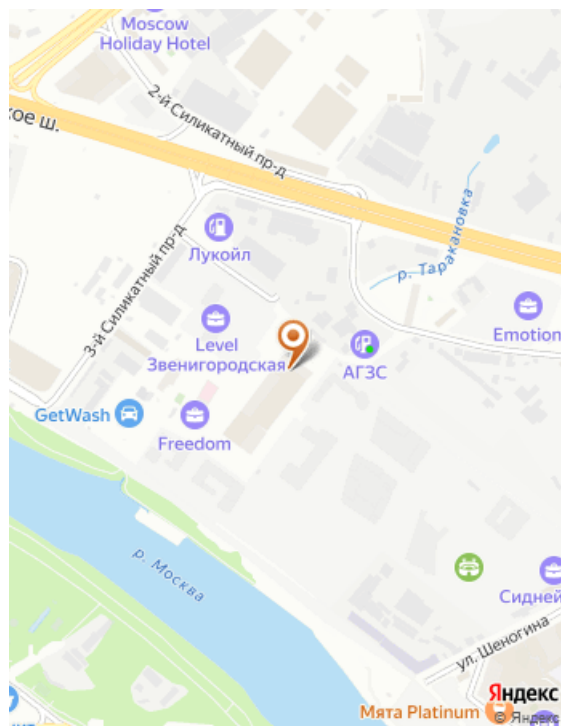 Moscow
Holiday Hotel
2-й Силикатный пр-д
кое ш.
р. Таракановка
Лукойл
3-й Силикатный пр-д
Emotion
Level
Звенигородская
АГЗС
GetWash
Freedom
р. Москва
Сидней
ул. Шеногина
Яндекс
Мята Platinum
© Яндекс